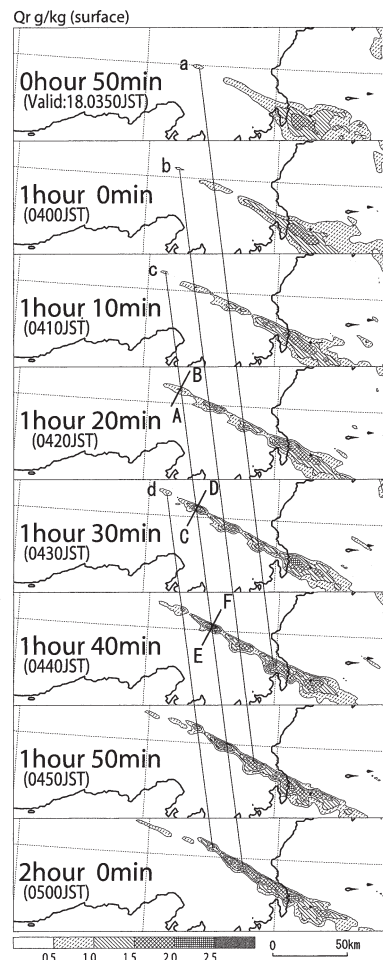 Qr g/kg (surface)
a
0hour 50min
(Valid:18.0350JST)
b
1hour 0min
(0400JST)
c
1hour 10min
(0410JST)
B
1hour 20min
A
(0420JST)
d
D
1hour 30min
C
(0430JST)
F
1hour 40min
E
(0440JST)
1hour 50min
(0450JST)
2hour 0min
(0500JST)
0.5 1.0 1.5 2.0 2.5
0 50km